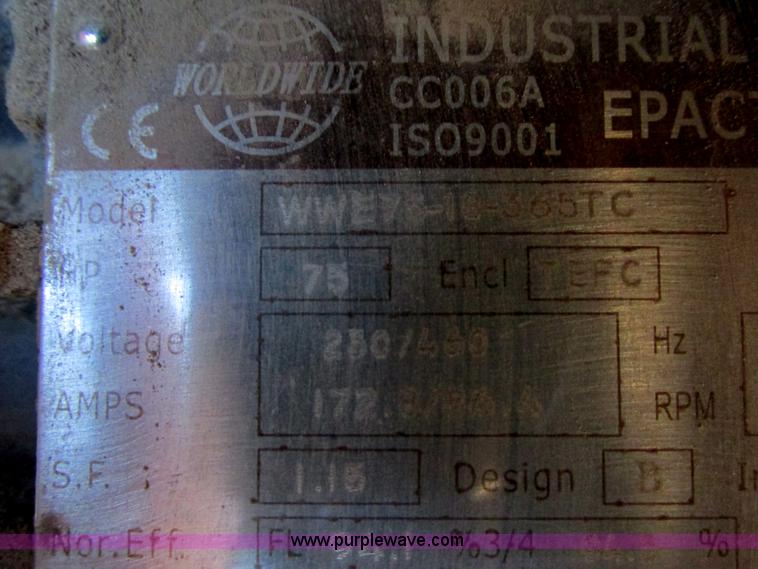 INDUSTRIAL
WORLDWIDE
CC006A
EPACT
ISO9001
CE
Model WWE75-18-365TC
HP 75 Encl TEFC
Voltage 230/460 Hz
AMPS RPM
S.F. : 1.15 Design B
Nor.Eff FL %3/4 %
www.purplewave.com